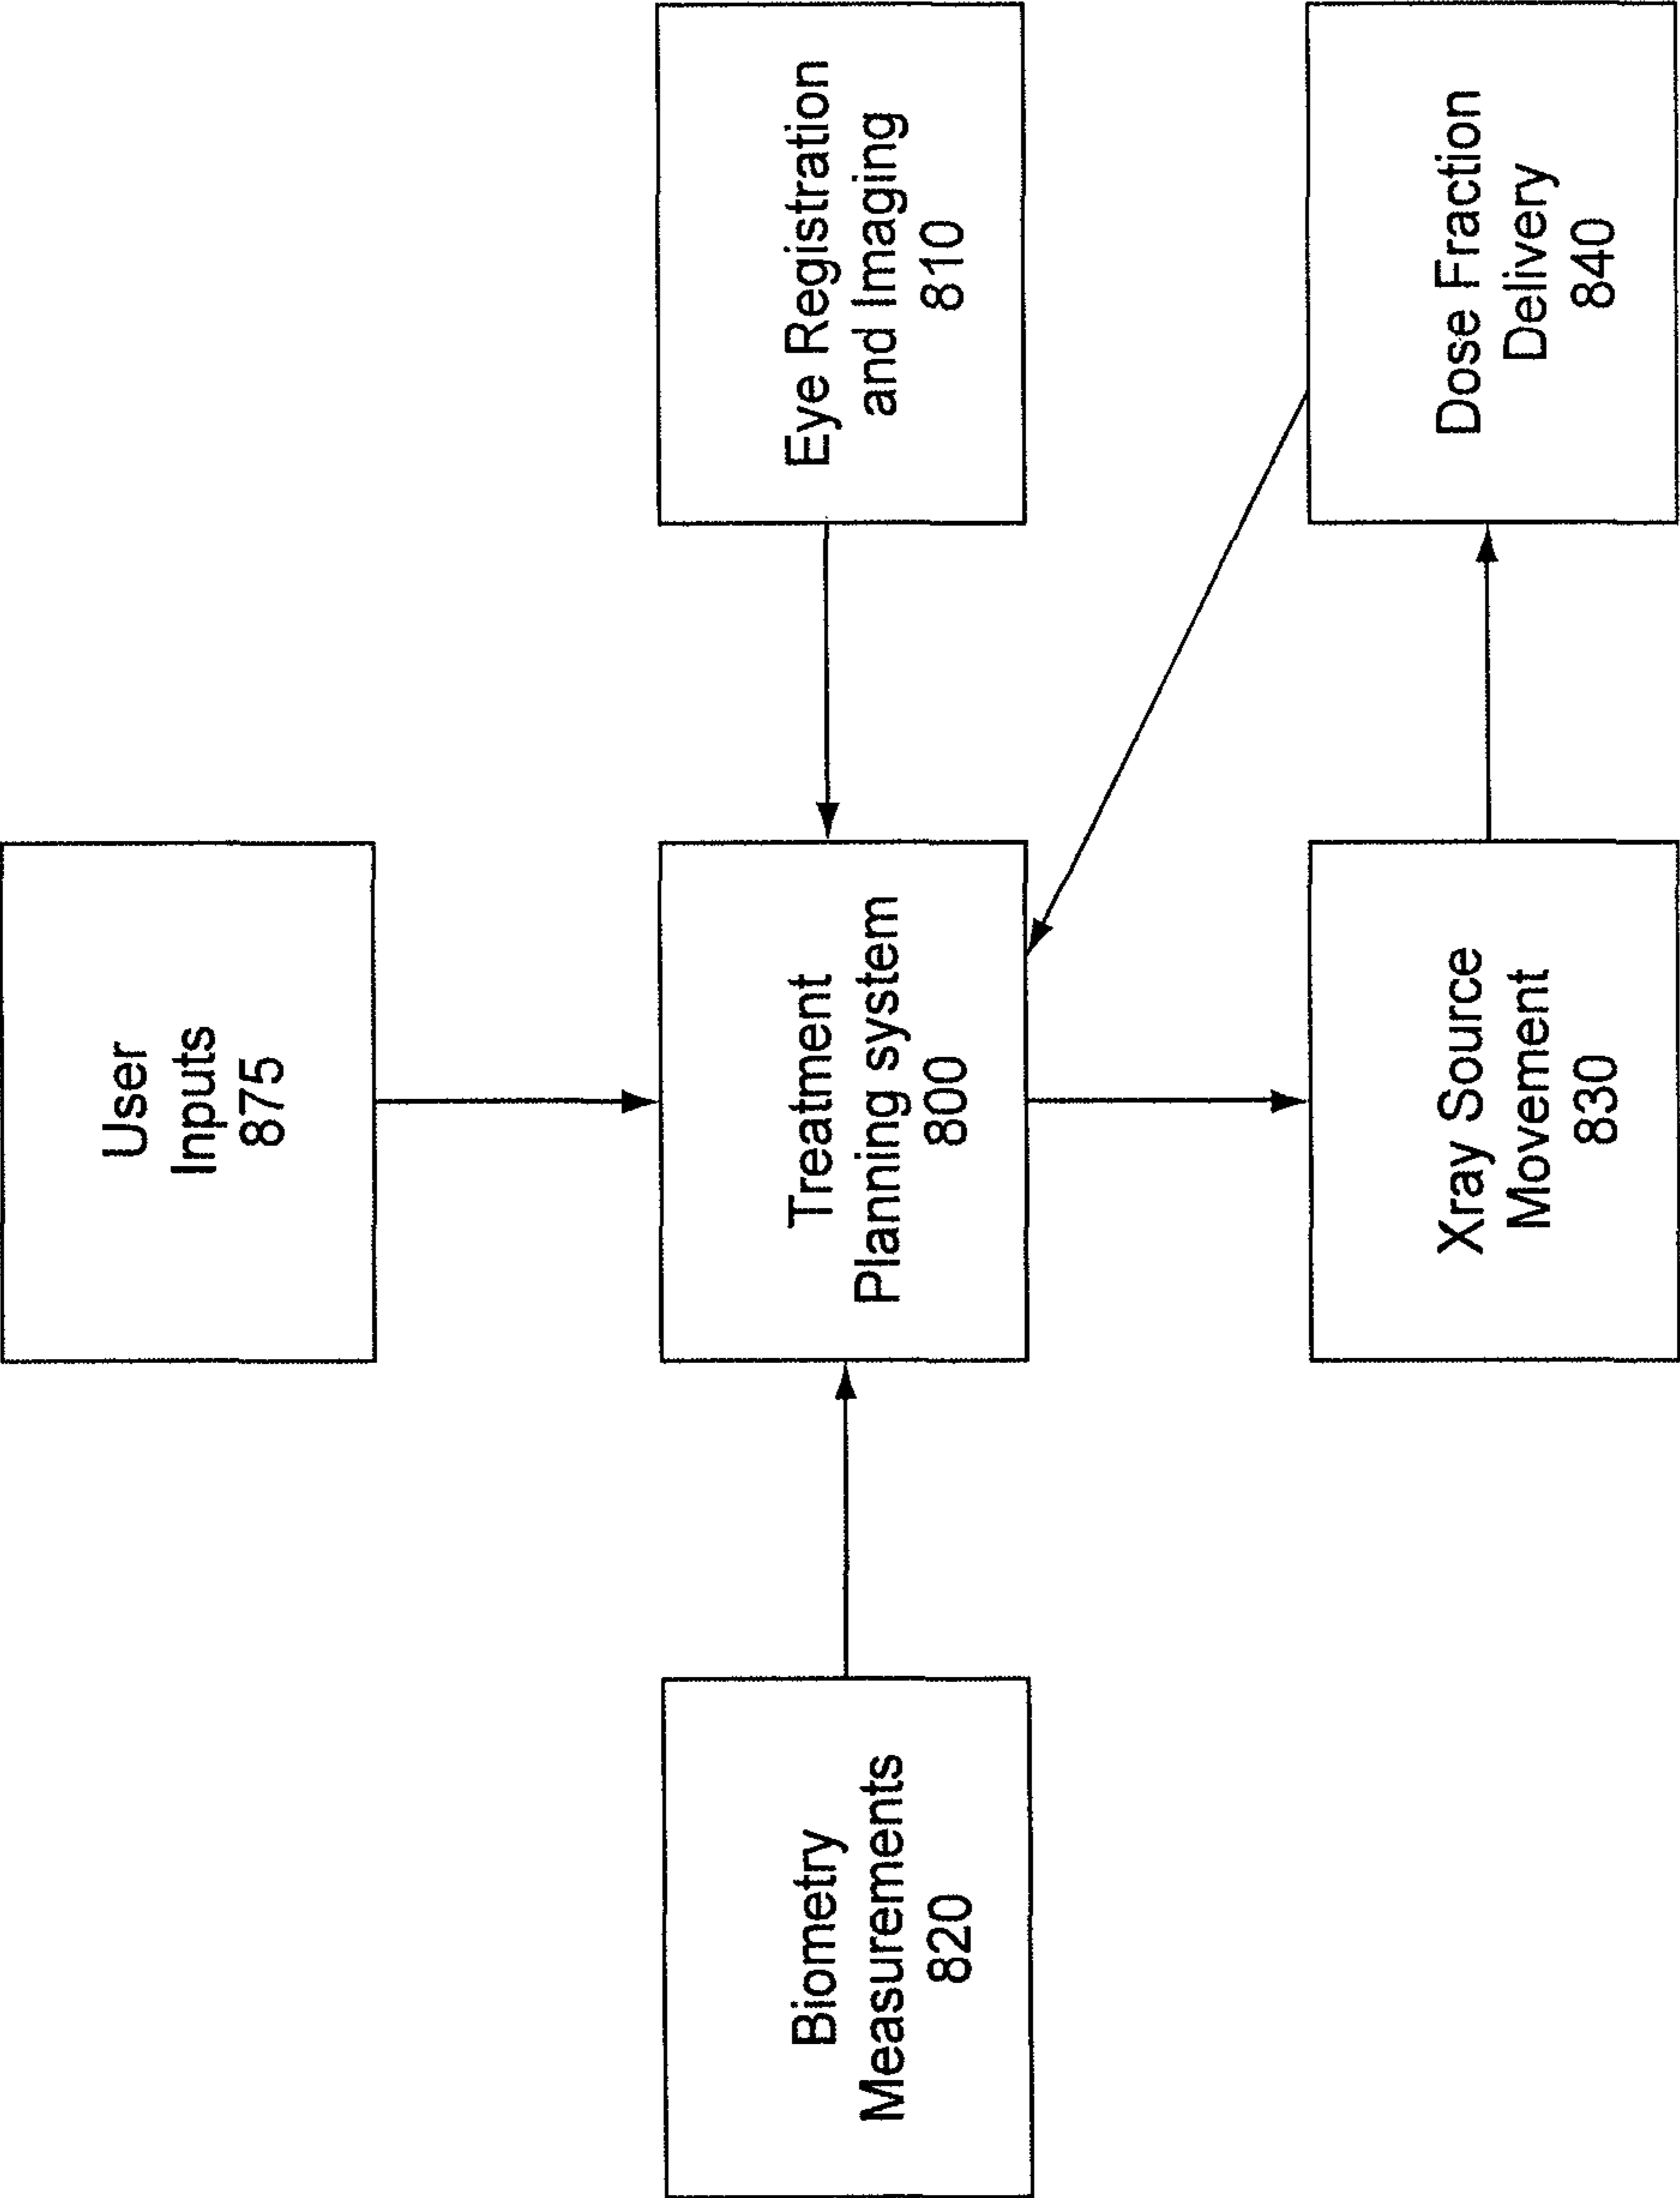 User
Inputs
875
Biometry
Measurements
820
Treatment
Planning system
800
Eye Registration
and Imaging
810
Xray Source
Movement
830
Dose Fraction
Delivery
840